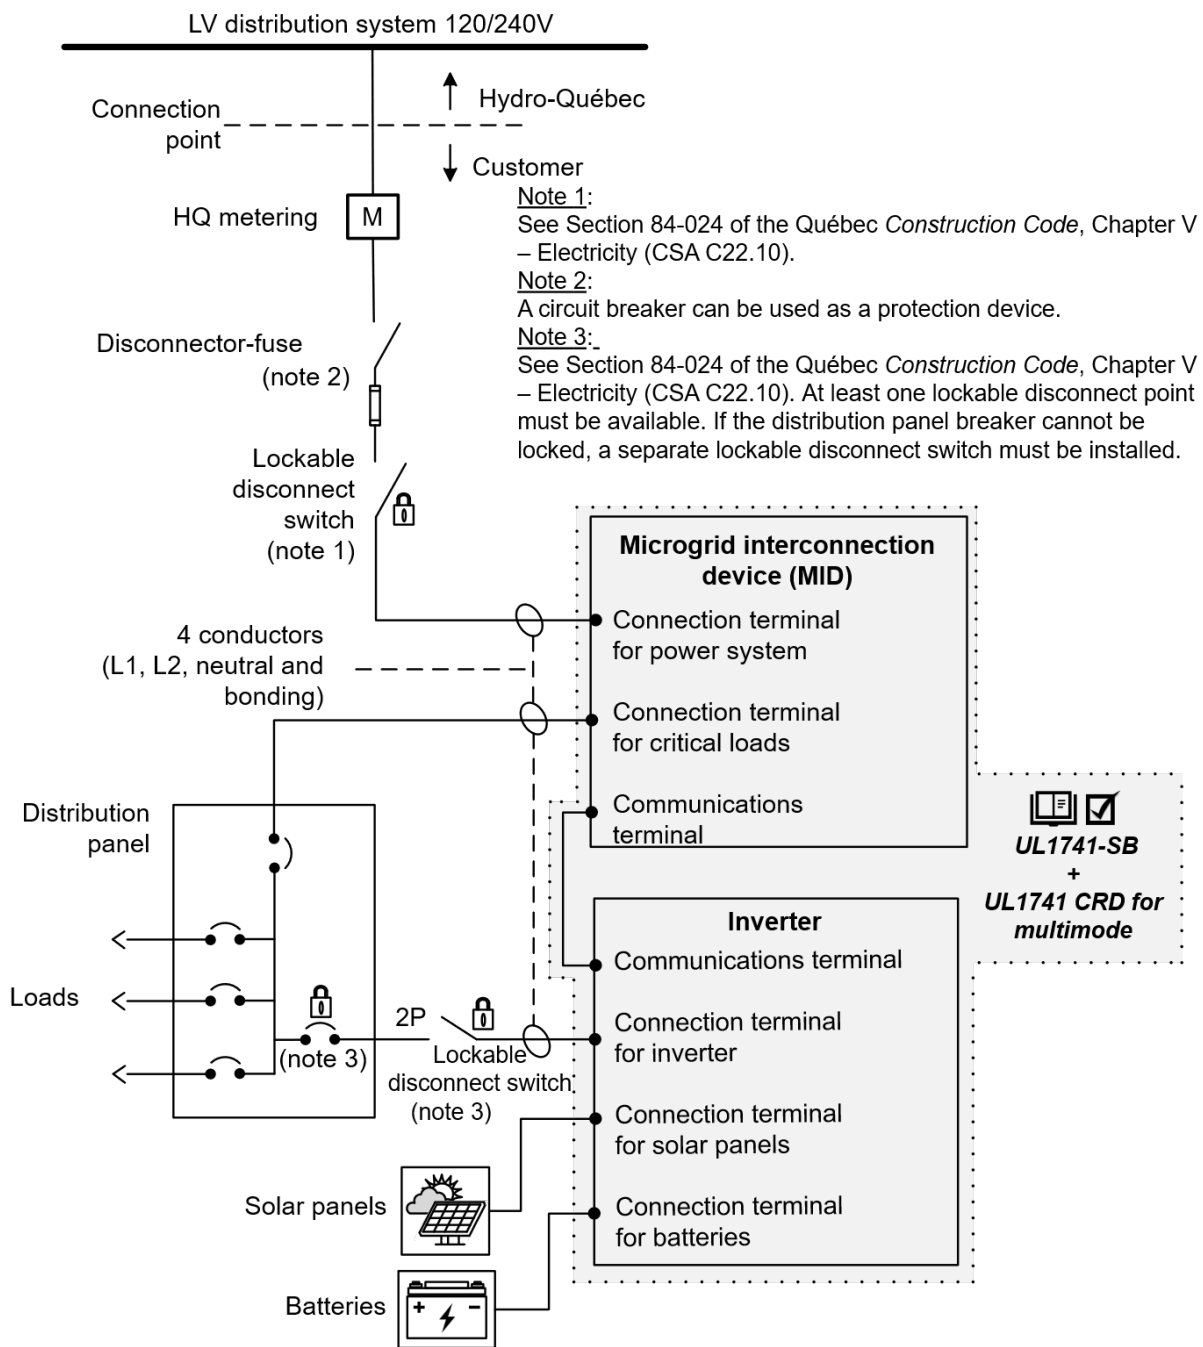 LV distribution system 120/240V
Hydro-Québec
Connection
point
Customer
HQ metering
M
Note 1:
See Section 84-024 of the Québec Construction Code, Chapter V
– Electricity (CSA C22.10).
Note 2:
A circuit breaker can be used as a protection device.
Note 3:
See Section 84-024 of the Québec Construction Code, Chapter V
– Electricity (CSA C22.10). At least one lockable disconnect point
must be available. If the distribution panel breaker cannot be
locked, a separate lockable disconnect switch must be installed.
Disconnector-fuse
(note 2)
Lockable
disconnect
switch
(note 1)
Microgrid interconnection
device (MID)
Connection terminal
for power system
Connection terminal
for critical loads
Communications
terminal
4 conductors
(L1, L2, neutral and
bonding)
Distribution
panel
UL1741-SB
+
UL1741 CRD for
multimode
Inverter
Communications terminal
Connection terminal
for inverter
Connection terminal
for solar panels
Connection terminal
for batteries
Loads
(note 3)
2P
Lockable
disconnect switch
(note 3)
Solar panels
Batteries
+ −